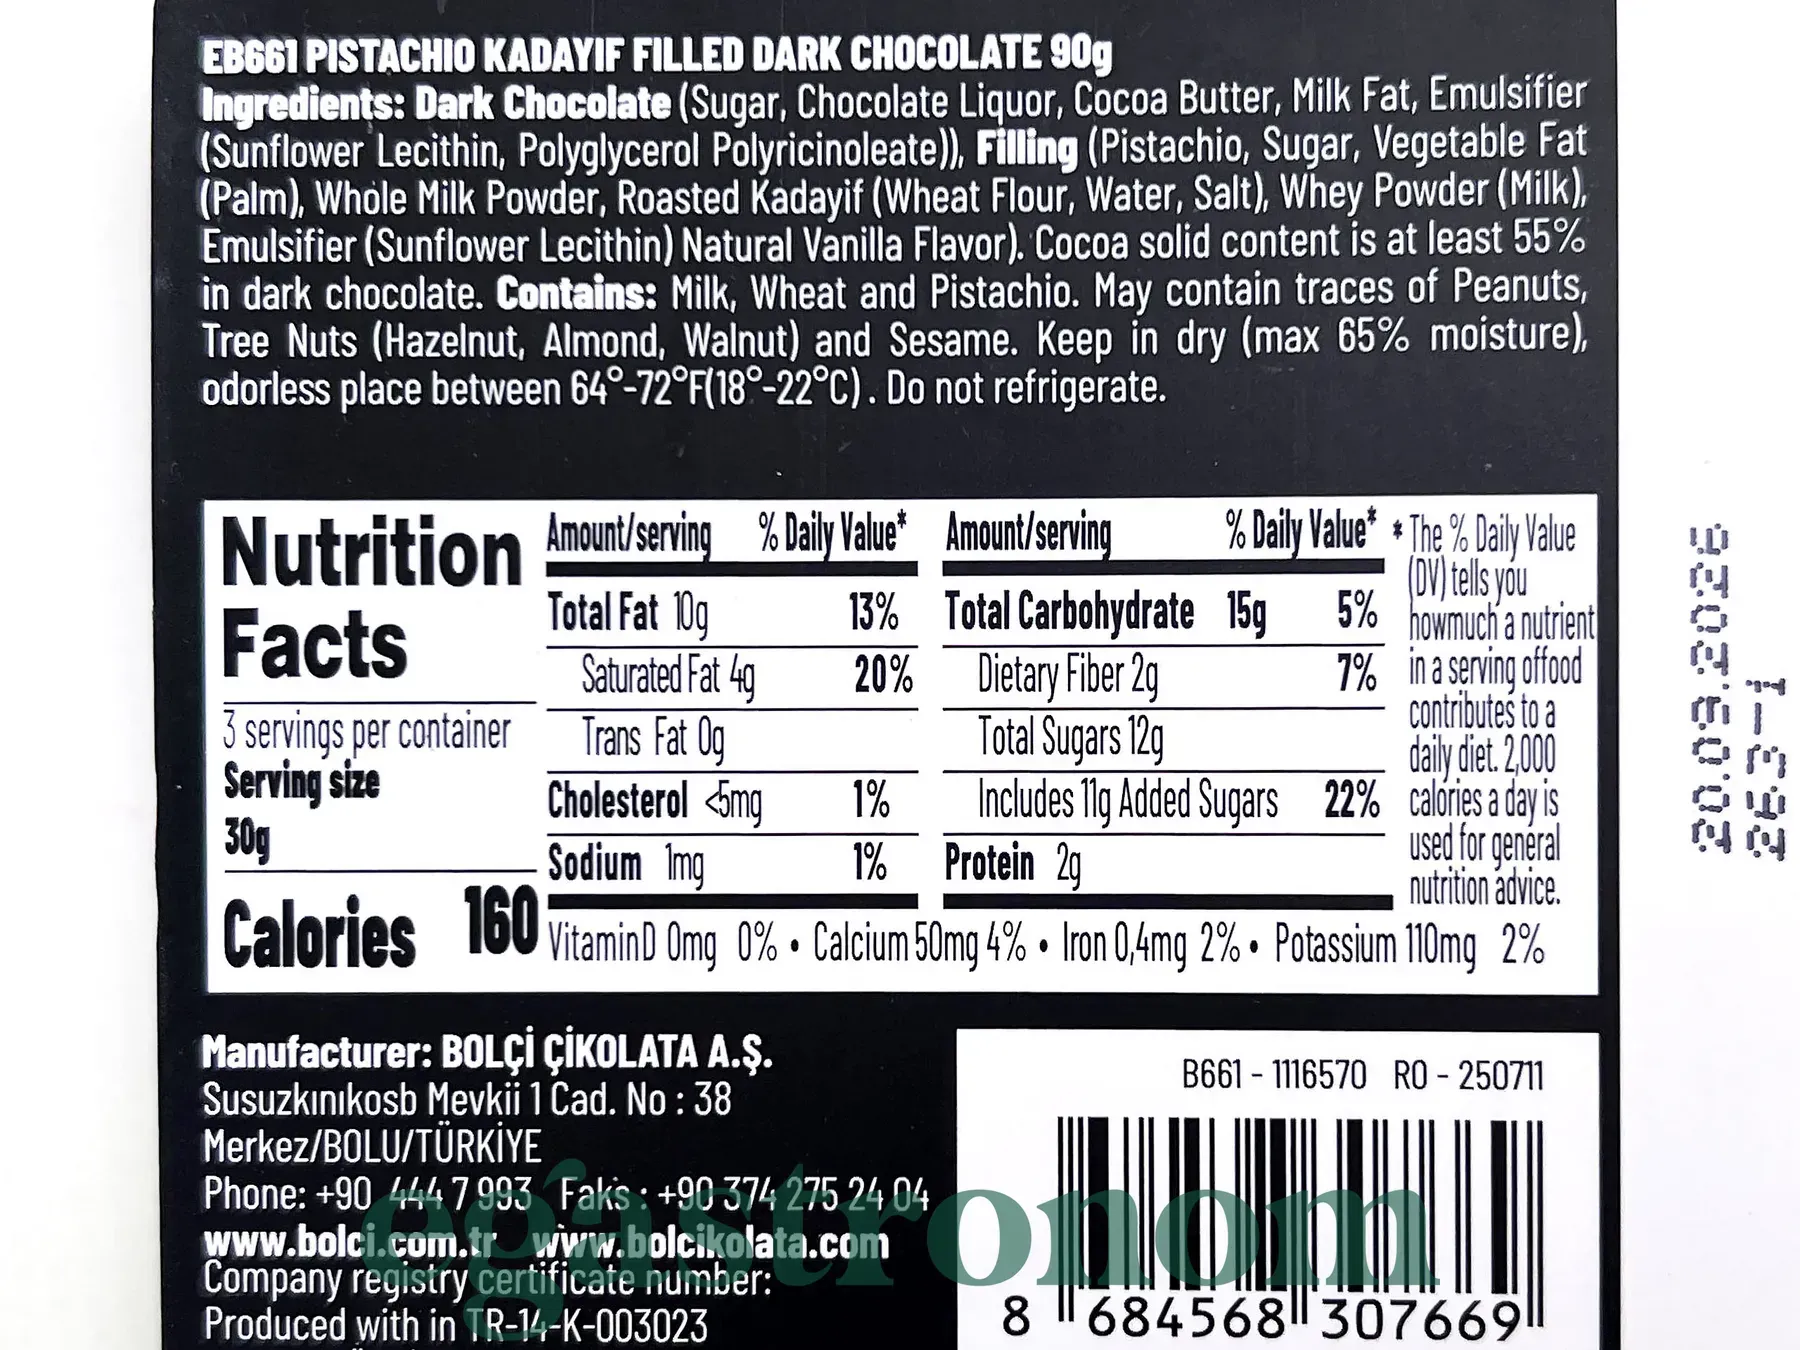 EB661 PISTACHIO KADAYIF FILLED DARK CHOCOLATE 90g
Ingredients: Dark Chocolate (Sugar, Chocolate Liquor, Cocoa Butter, Milk Fat, Emulsifier
(Sunflower Lecithin, Polyglycerol Polyricinoleate)), Filling (Pistachio, Sugar, Vegetable Fat
(Palm), Whole Milk Powder, Roasted Kadayif (Wheat Flour, Water, Salt), Whey Powder (Milk),
Emulsifier (Sunflower Lecithin) Natural Vanilla Flavor). Cocoa solid content is at least 55%
in dark chocolate. Contains: Milk, Wheat and Pistachio. May contain traces of Peanuts,
Tree Nuts (Hazelnut, Almond, Walnut) and Sesame. Keep in dry (max 65% moisture),
odorless place between 64°-72°F(18°-22°C). Do not refrigerate.
Nutrition
Facts
3 servings per container
Serving size
30g
Calories 160
Amount/serving % Daily Value*
Total Fat 10g 13%
Saturated Fat 4g 20%
Trans Fat 0g
Cholesterol <5mg 1%
Sodium 1mg 1%
Amount/serving % Daily Value*
Total Carbohydrate 15g 5%
Dietary Fiber 2g 7%
Total Sugars 12g
Includes 11g Added Sugars 22%
Protein 2g
* The % Daily Value
(DV) tells you
howmuch a nutrient
in a serving offood
contributes to a
daily diet. 2,000
calories a day is
used for general
nutrition advice.
VitaminD 0mg 0% • Calcium 50mg 4% • Iron 0,4mg 2% • Potassium 110mg 2%
20.09.2026
263-1
Manufacturer: BOLÇİ ÇİKOLATA A.Ş.
Susuzkınıkosb Mevkii 1 Cad. No : 38
Merkez/BOLU/TÜRKİYE
Phone: +90 444 7 993 Faks : +90 374 275 24 04
www.bolci.com.tr www.bolcikolata.com
Company registry certificate number:
Produced with in TR-14-K-003023
B661 - 1116570 RO - 250711
8 684568 307669
egastronom